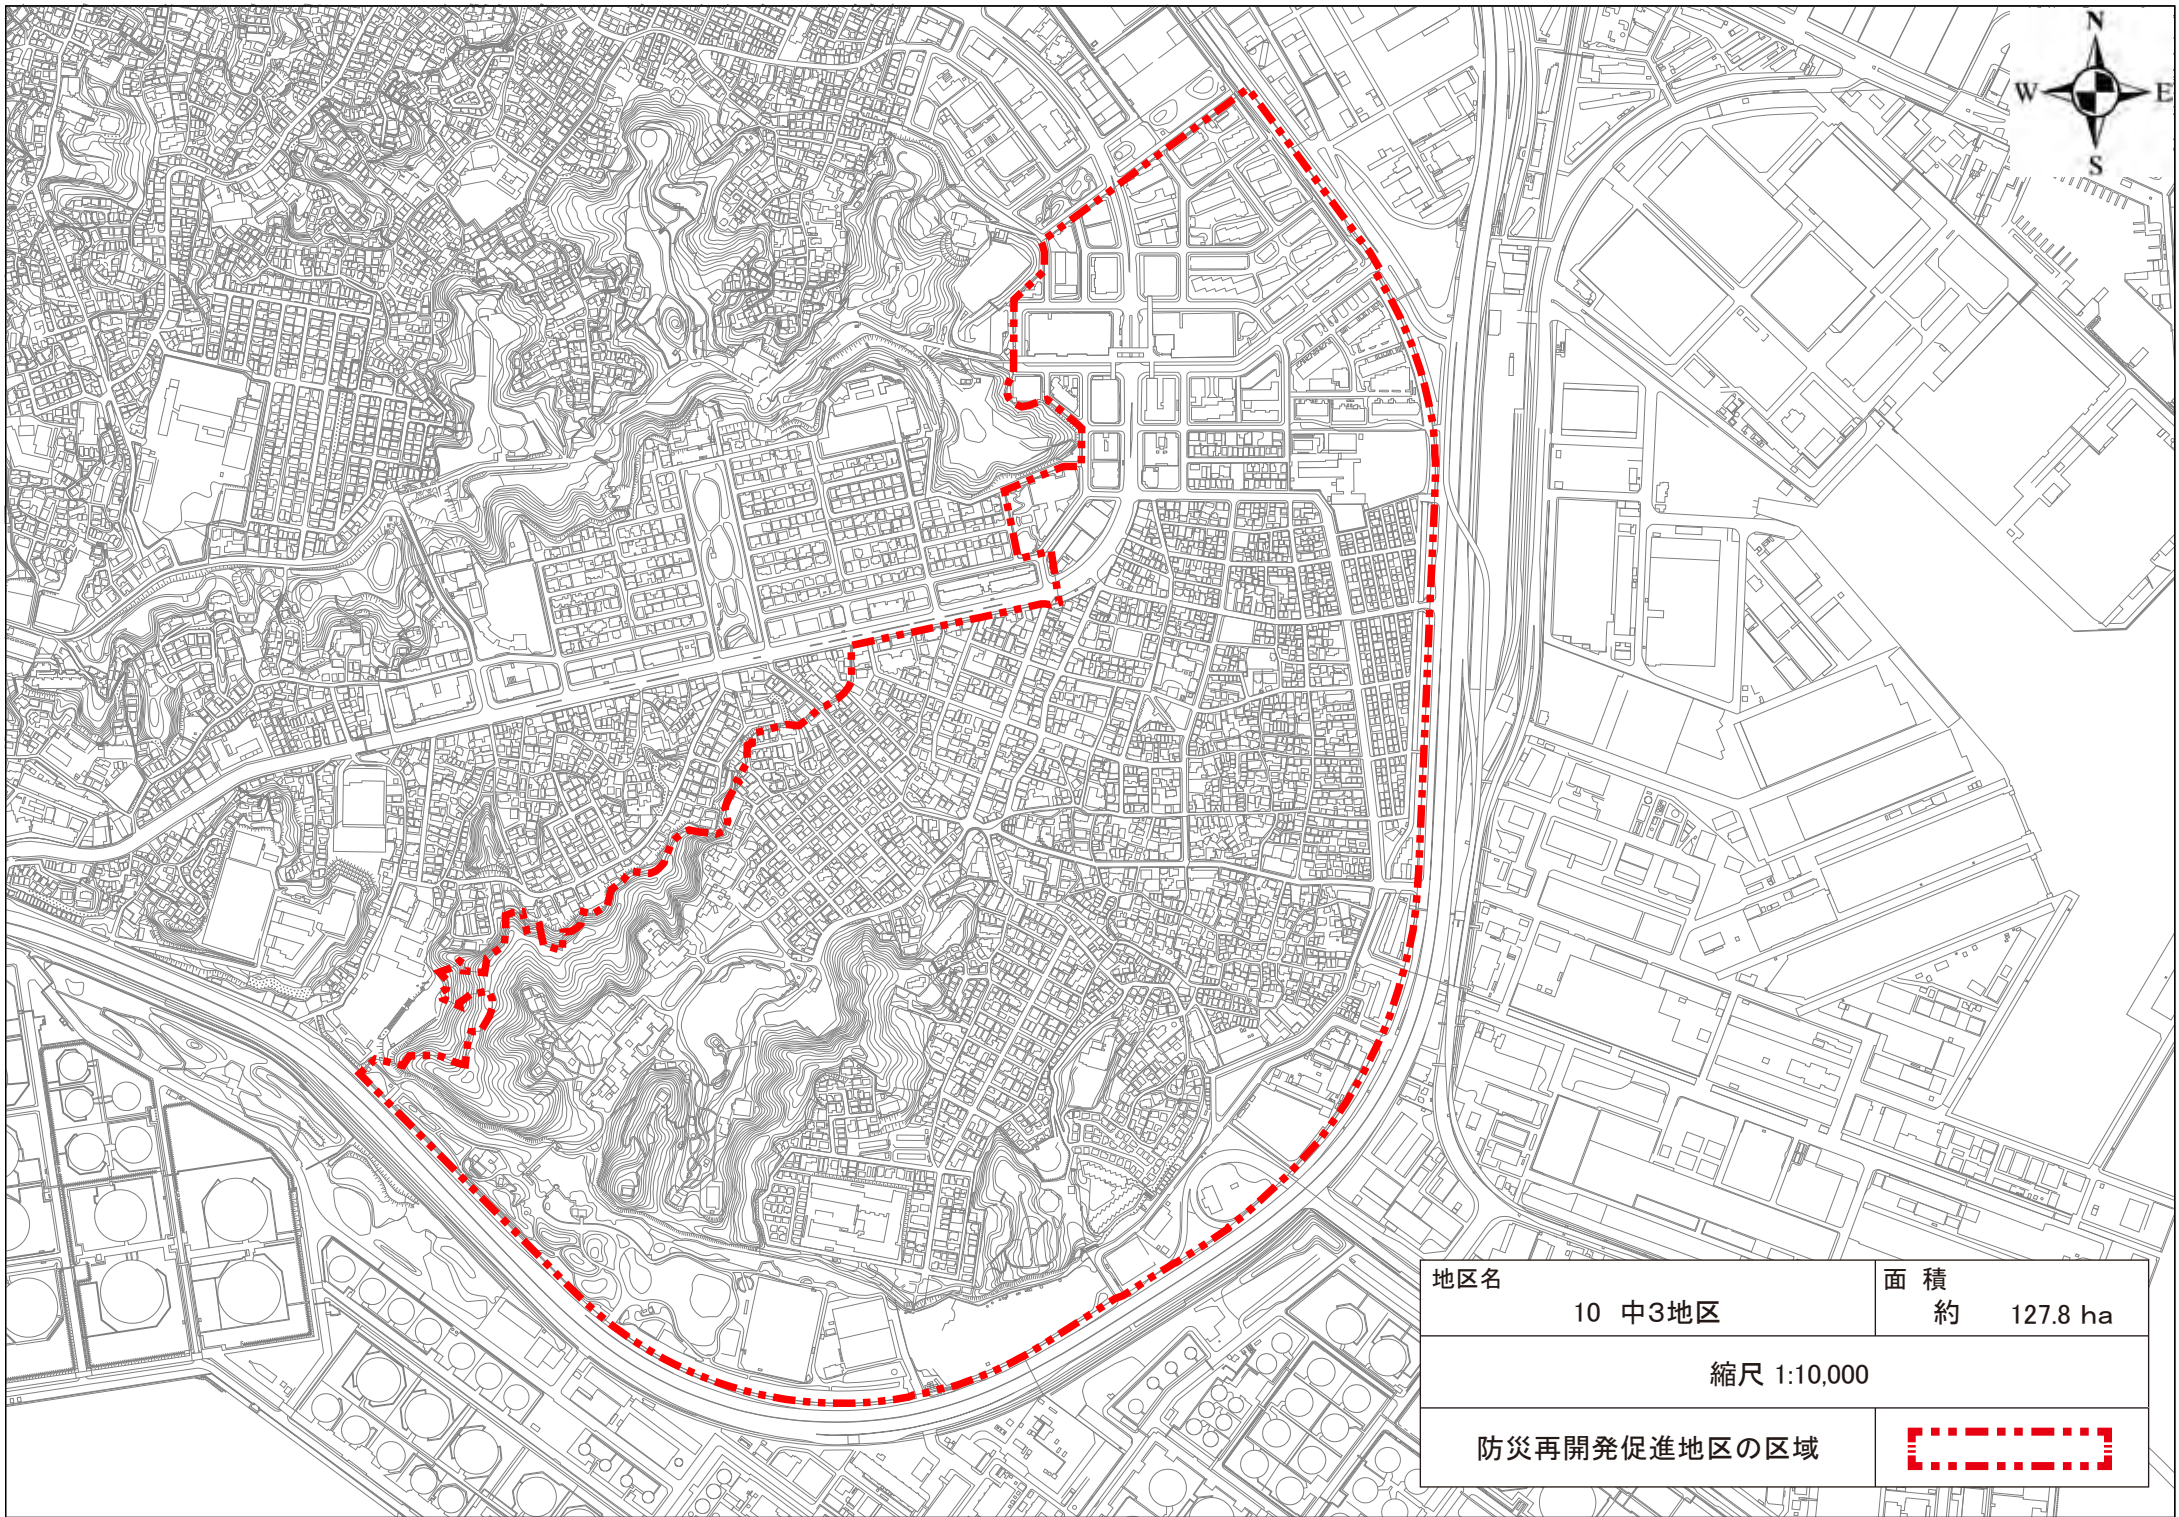 N
W E
S
地区名
10 中3地区
面 積
約 127.8 ha
縮尺 1:10,000
防災再開発促進地区の区域